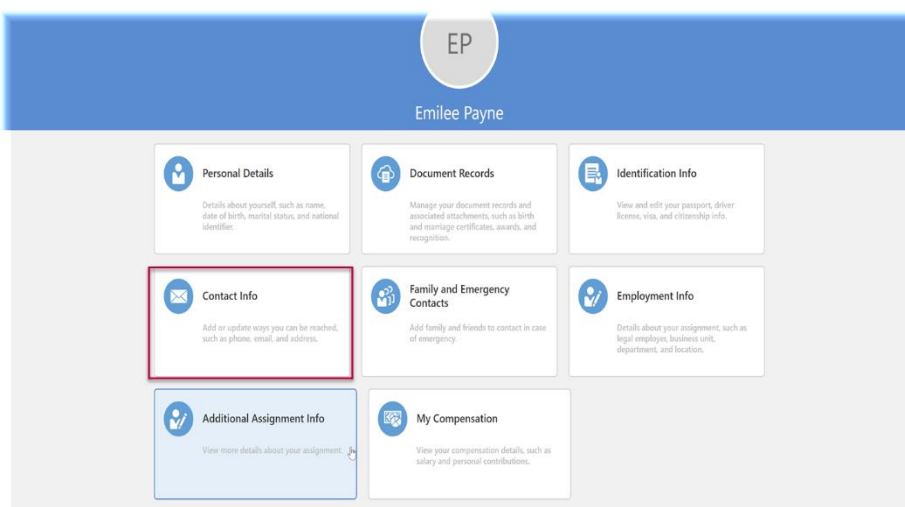 EP
Emilee Payne
Personal Details
Details about yourself, such as name,
date of birth, marital status, and national
identifier.
Document Records
Manage your document records and
associated attachments, such as birth
and marriage certificates, awards, and
recognition.
Identification Info
View and edit your passport, driver
license, visa, and citizenship info.
Contact Info
Add or update ways you can be reached,
such as phone, email, and address.
Family and Emergency
Contacts
Add family and friends to contact in case
of emergency.
Employment Info
Details about your assignment, such as
legal employer, business unit,
department, and location.
Additional Assignment Info
View more details about your assignment.
My Compensation
View your compensation details, such as
salary and personal contributions.